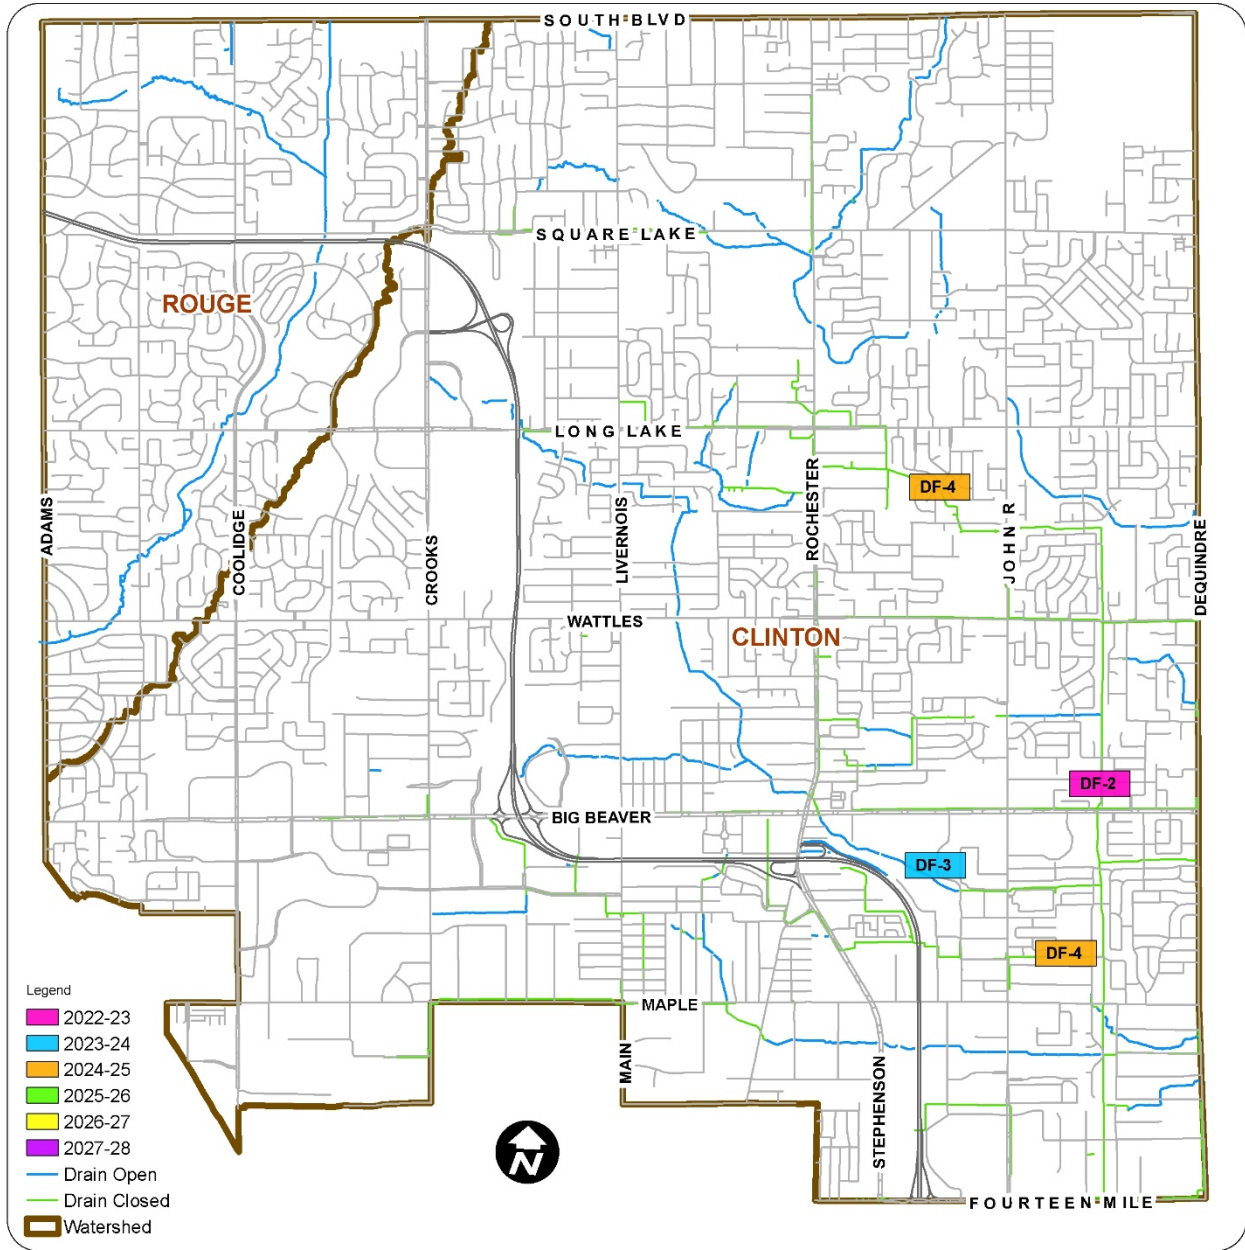 SOUTH BLVD
SQUARE LAKE
ROUGE
LONG LAKE
DF-4
ADAMS
COOLIDGE
CROOKS
LIVERNOIS
ROCHESTER
JOHN R
DEQUINDRE
WATTLES
CLINTON
DF-2
BIG BEAVER
DF-3
DF-4
MAPLE
MAIN
STEPHENSON
FOURTEEN MILE
N
Legend
2022-23
2023-24
2024-25
2025-26
2026-27
2027-28
Drain Open
Drain Closed
Watershed